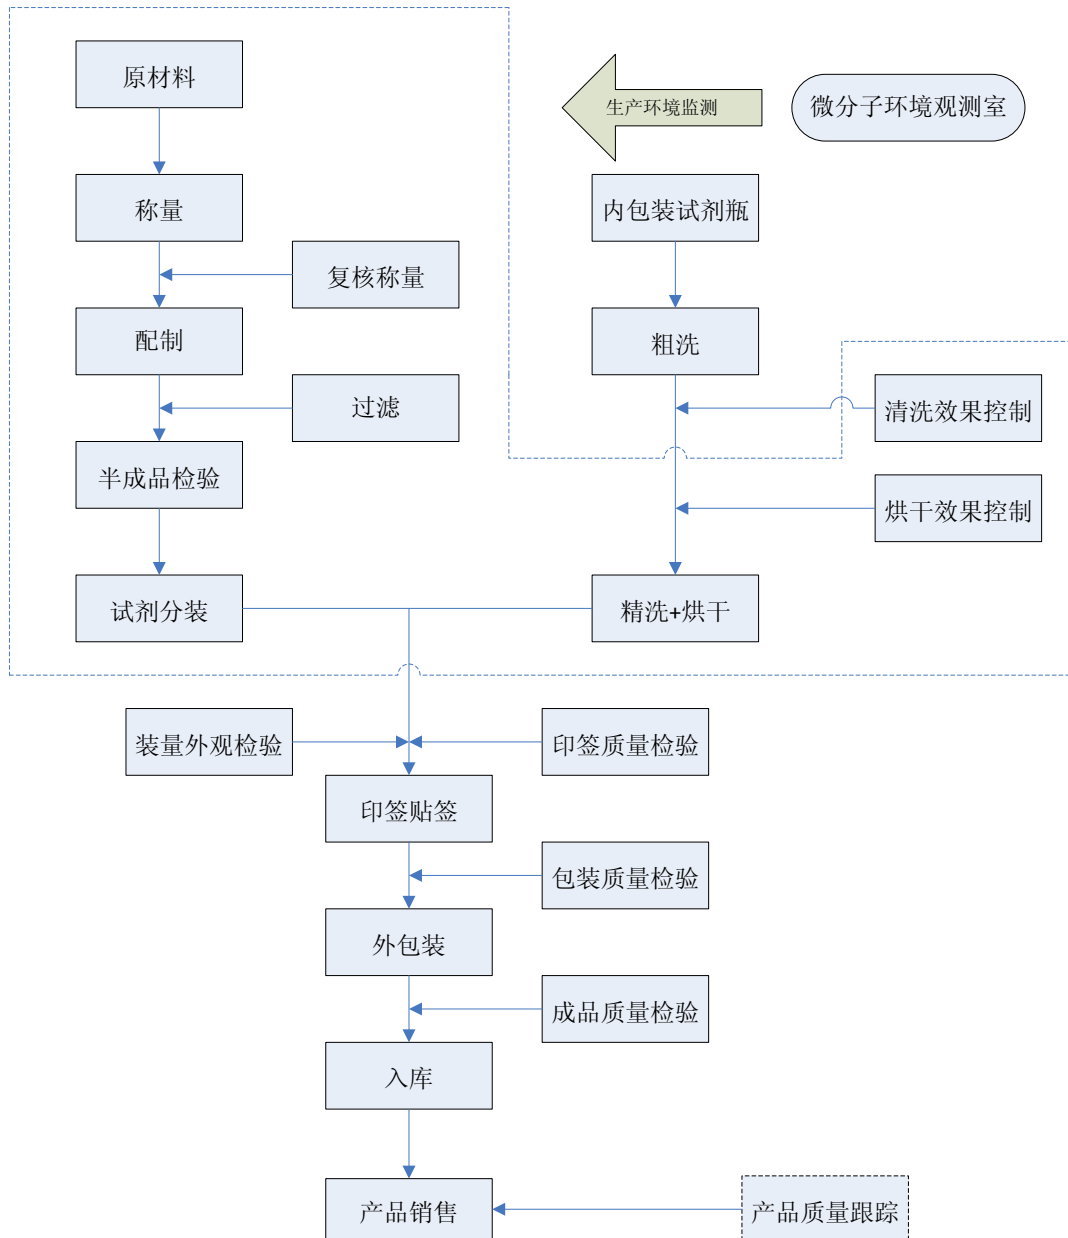 原材料
生产环境监测
微分子环境观测室
称量
内包装试剂瓶
复核称量
配制
粗洗
过滤
清洗效果控制
半成品检验
烘干效果控制
试剂分装
精洗+烘干
装量外观检验
印签质量检验
印签贴签
包装质量检验
外包装
成品质量检验
入库
产品销售
产品质量跟踪